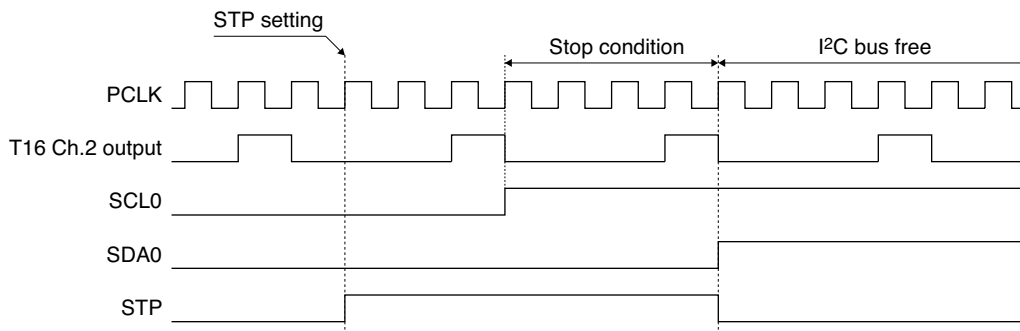 STP setting
Stop condition
I²C bus free
PCLK
T16 Ch.2 output
SCL0
SDA0
STP